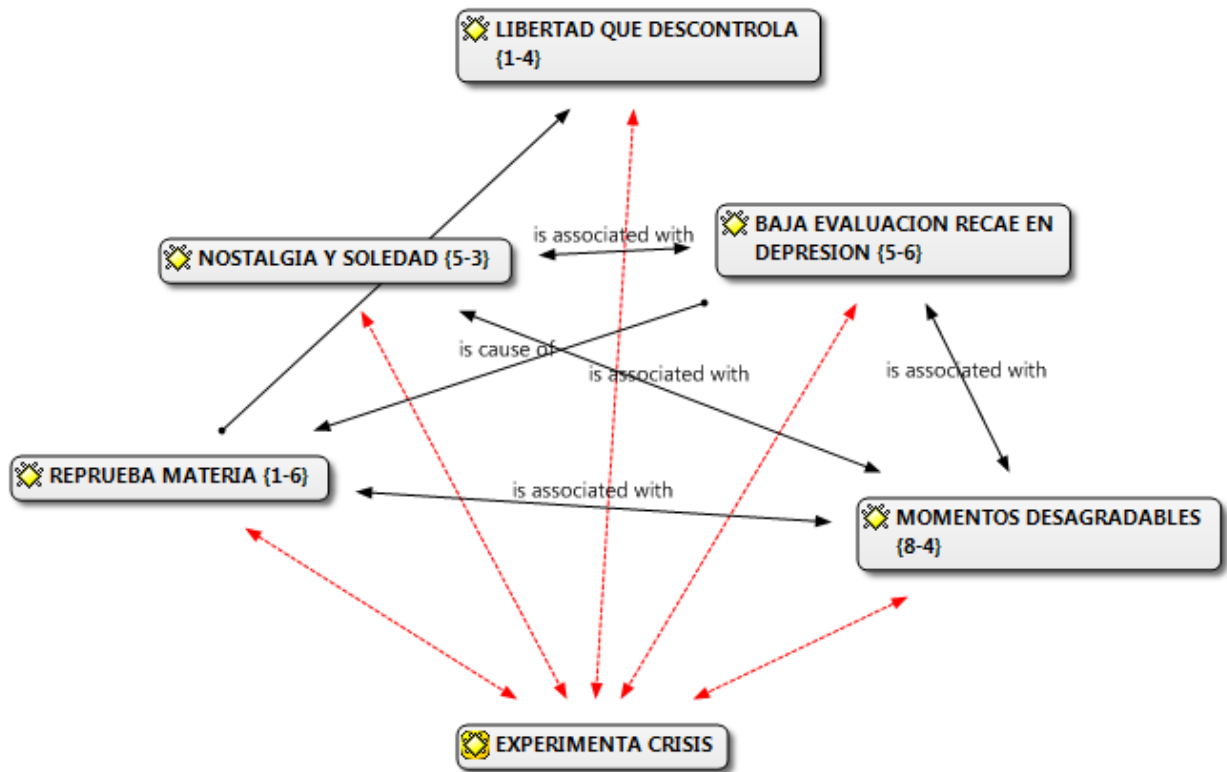 LIBERTAD QUE DESCONTROLA
{1-4}
is associated with
BAJA EVALUACION RECAE EN
DEPRESION {5-6}
NOSTALGIA Y SOLEDAD {5-3}
is cause of
is associated with
is associated with
REPRUEBA MATERIA {1-6}
is associated with
MOMENTOS DESAGRADABLES
{8-4}
EXPERIMENTA CRISIS